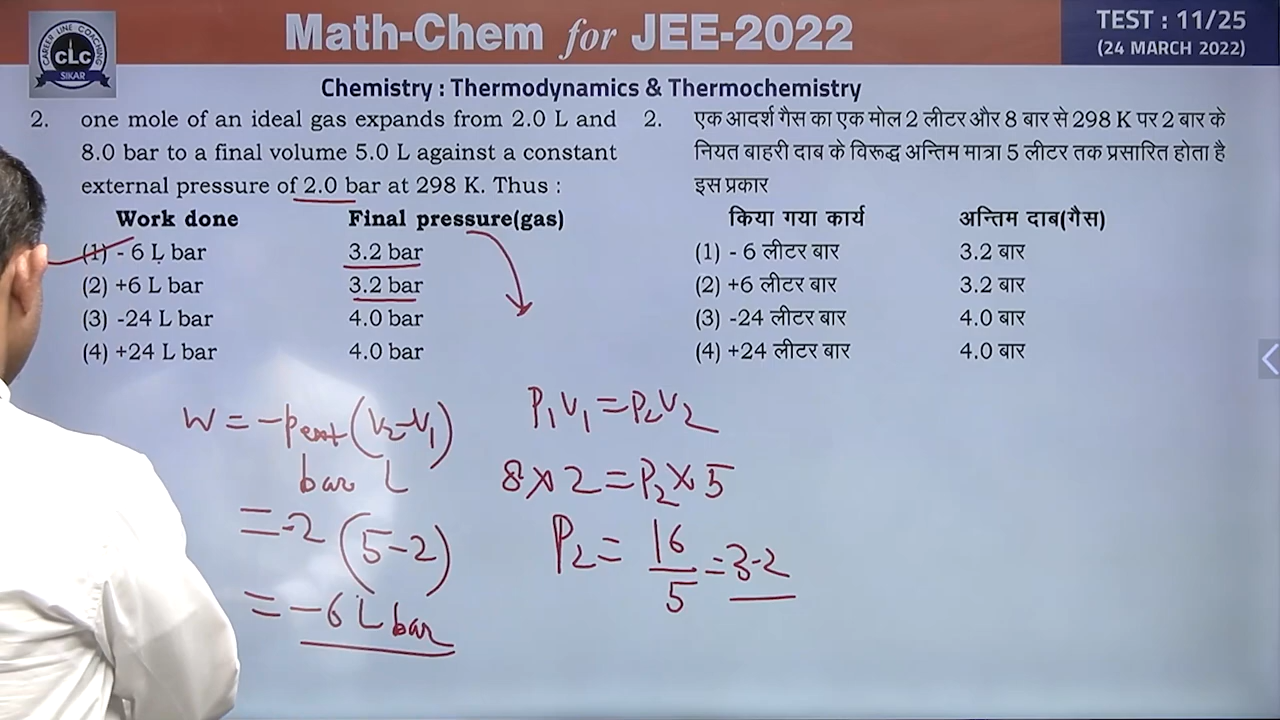 Math-Chem for JEE-2022
TEST : 11/25
(24 MARCH 2022)
CAREER LINE COACHING
CLC
SIKAR
Chemistry : Thermodynamics & Thermochemistry
2. one mole of an ideal gas expands from 2.0 L and
8.0 bar to a final volume 5.0 L against a constant
external pressure of 2.0 bar at 298 K. Thus :
Work done Final pressure(gas)
(1) - 6 L bar 3.2 bar
(2) +6 L bar 3.2 bar
(3) -24 L bar 4.0 bar
(4) +24 L bar 4.0 bar
2. एक आदर्श गैस का एक मोल 2 लीटर और 8 बार से 298 K पर 2 बार के
नियत बाहरी दाब के विरूद्ध अन्तिम मात्रा 5 लीटर तक प्रसारित होता है
इस प्रकार
किया गया कार्य अन्तिम दाब(गैस)
(1) - 6 लीटर बार 3.2 बार
(2) +6 लीटर बार 3.2 बार
(3) -24 लीटर बार 4.0 बार
(4) +24 लीटर बार 4.0 बार
W = -Pext (V2-V1)
bar L
= -2 (5-2)
= -6 L bar
P1V1 = P2V2
8 × 2 = P2 × 5
P2 = 16/5 = 3.2